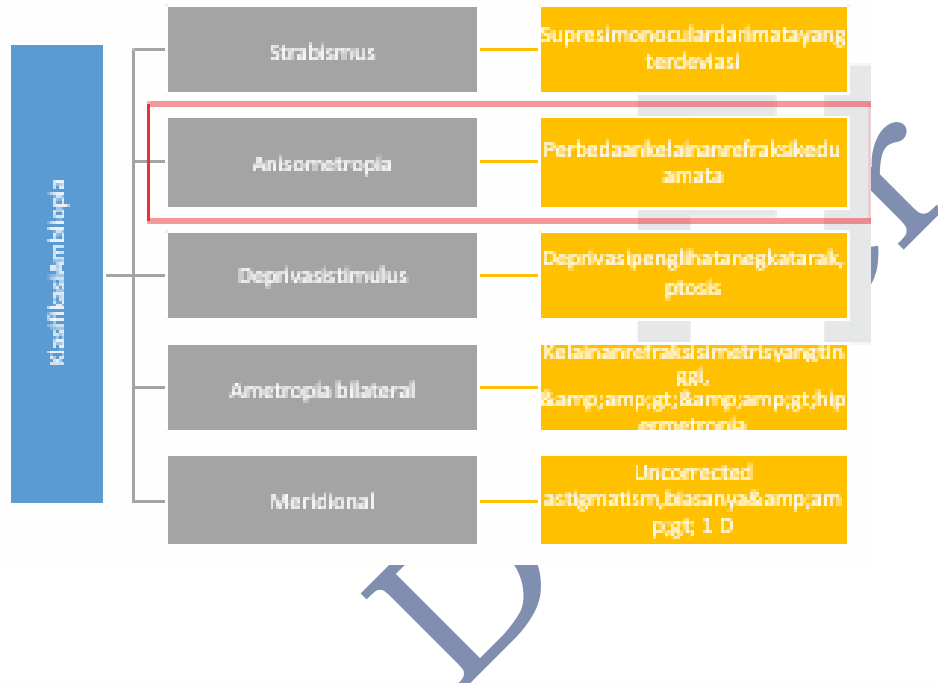 KlasifikasiAmbliopia
Strabismus
Supresimonoculardarimatayang
terdeviasi
Anisometropia
Perbedaankelainanrefraksikedu
amata
Deprivasistimulus
Deprivasipenglihatanegkatarak,
ptosis
Ametropia bilateral
Kelainanrefraksisimetrisyangtin
ggi,
&amp;amp;gt;&amp;amp;gt;hip
ermetropia
Meridional
Uncorrected
astigmatism,biasanya&amp;am
p;gt; 1 D